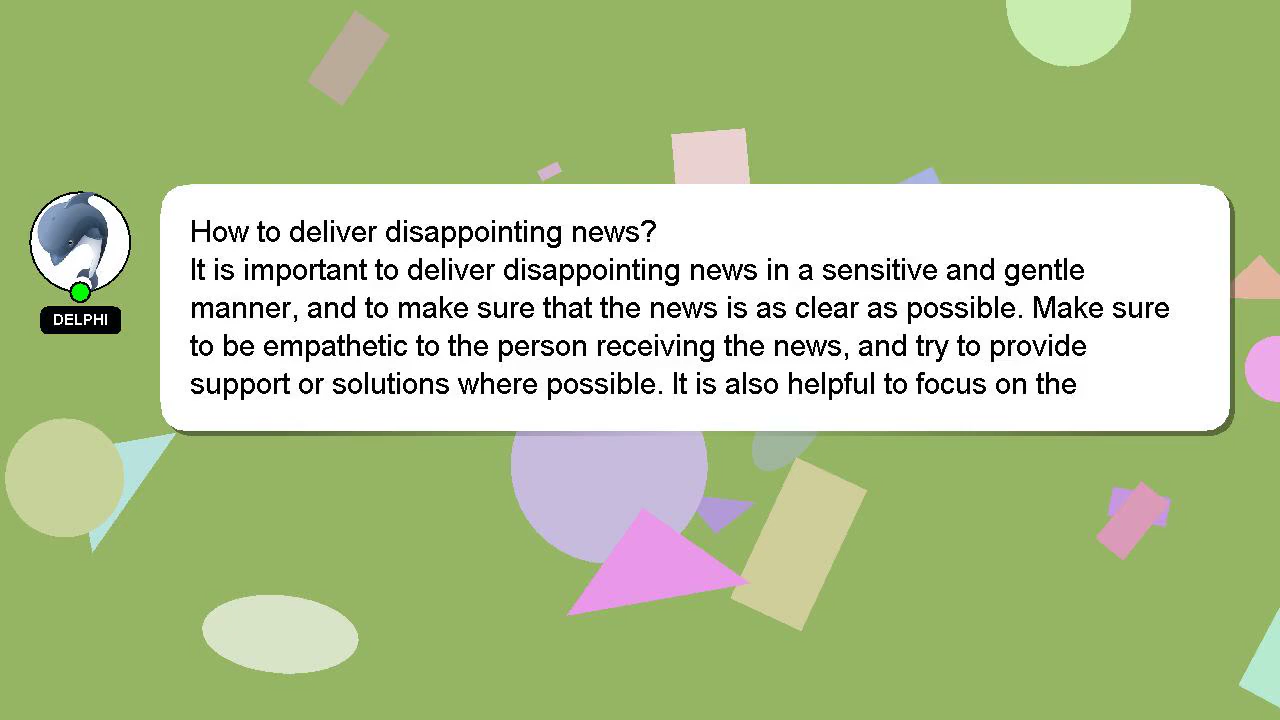 How to deliver disappointing news?
It is important to deliver disappointing news in a sensitive and gentle
manner, and to make sure that the news is as clear as possible. Make sure
to be empathetic to the person receiving the news, and try to provide
support or solutions where possible. It is also helpful to focus on the
DELPHI